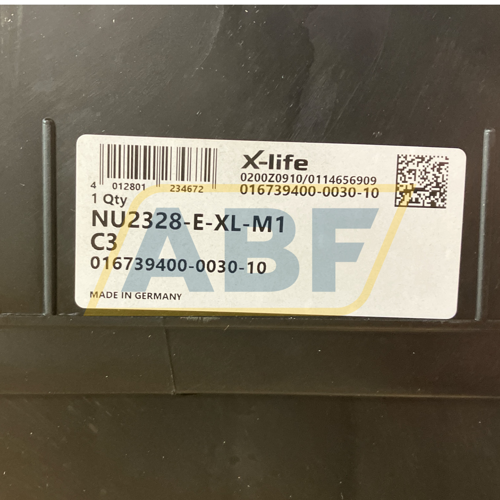 X-life
0200Z0910/0114656909
016739400-0030-10
4 012801 234672
1 Qty
NU2328-E-XL-M1
C3
016739400-0030-10
MADE IN GERMANY
ABF